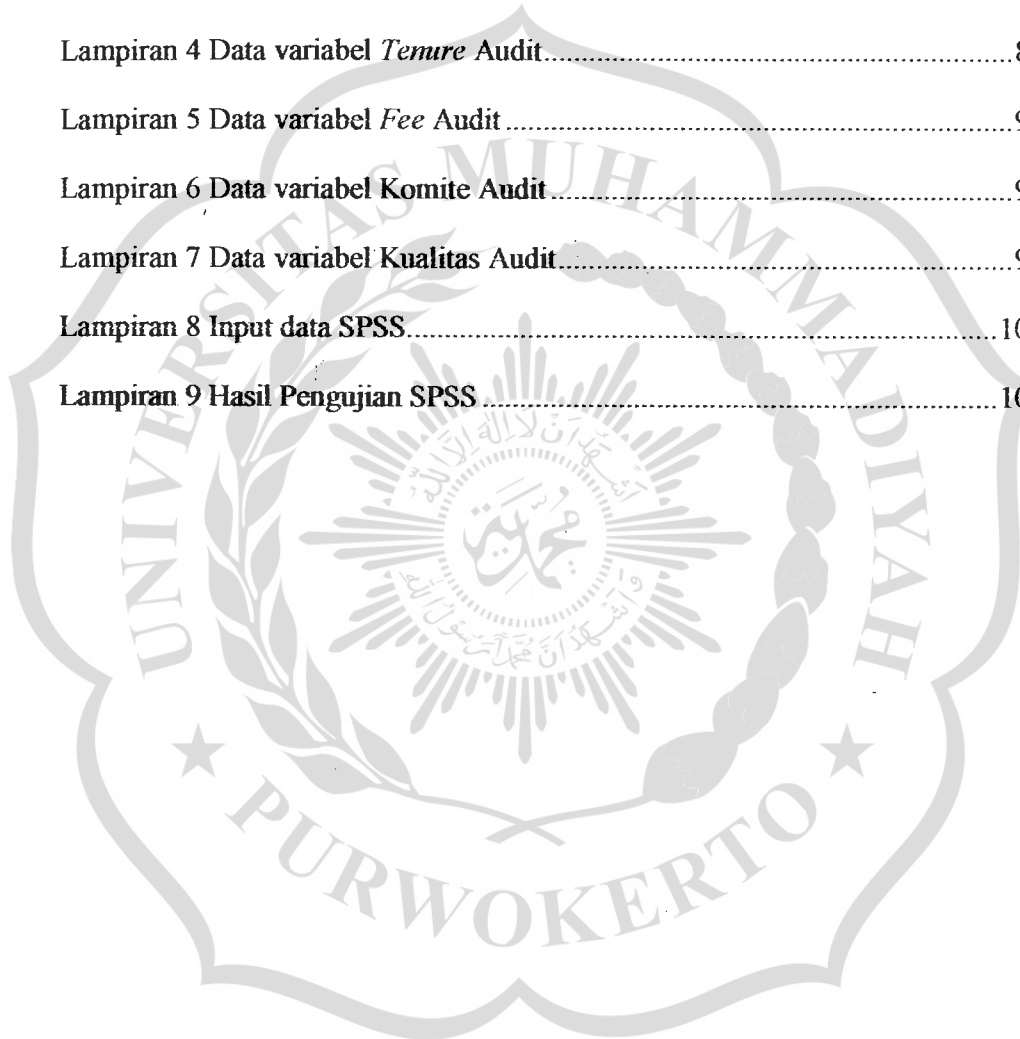 Lampiran 4 Data variabel Tenure Audit
Lampiran 5 Data variabel Fee Audit
Lampiran 6 Data variabel Komite Audit
Lampiran 7 Data variabel Kualitas Audit
Lampiran 8 Input data SPSS
Lampiran 9 Hasil Pengujian SPSS
UNIVERSITAS MUHAMMADIYAH
PURWOKERTO